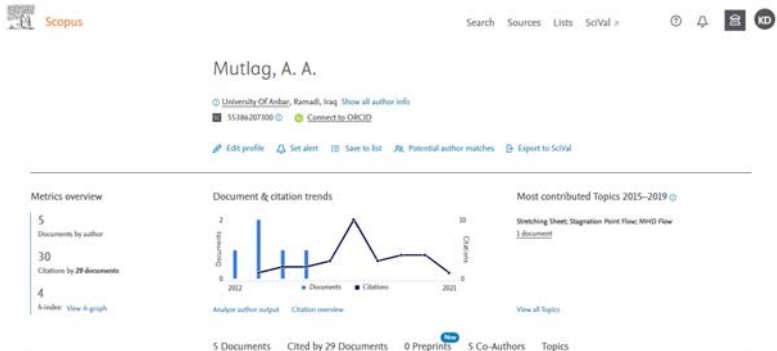 Scopus
Search Sources Lists SciVal
KD
Mutlag, A. A.
University Of Anbar, Ramadi, Iraq Show all author info
55386207300 Connect to ORCID
Edit profile Set alert Save to list Potential author matches Export to SciVal
Metrics overview
5
Documents by author
30
Citations by 29 documents
4
h-index: View h-graph
Document & citation trends
2
10
Documents
Citations
0
0
2012
2021
Documents Citations
Analyze author output Citation overview
Most contributed Topics 2015–2019
Stretching Sheet; Stagnation Point Flow; MHD Flow
1 document
View all Topics
New
5 Documents Cited by 29 Documents 0 Preprints 5 Co-Authors Topics